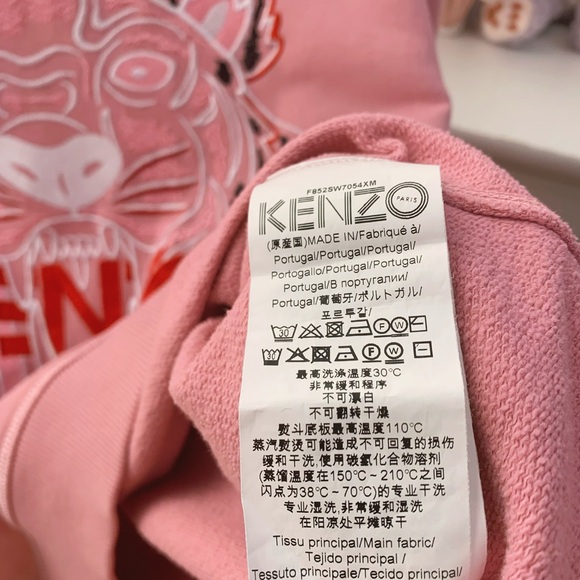 F852SW7054XM
KENZO PARIS
(原産国)MADE IN/Fabriqué à/
Portugal/Portugal/Portugal/
Portogallo/Portugal/Portugal/
Portugal/В португалии/
Portugal/葡萄牙/ポルトガル/
포르투갈/
最高洗涤温度30℃
非常缓和程序
不可漂白
不可翻转干燥
熨斗底板最高温度110℃
蒸汽熨烫可能造成不可回复的损伤
缓和干洗,使用碳氢化合物溶剂
(蒸馏温度在150℃~210℃之间
闪点为38℃~70℃)的专业干洗
专业湿洗,非常缓和湿洗
在阳凉处平摊晾干
Tissu principal/Main fabric/
Tejido principal/
Tessuto principale/Tecido principal/